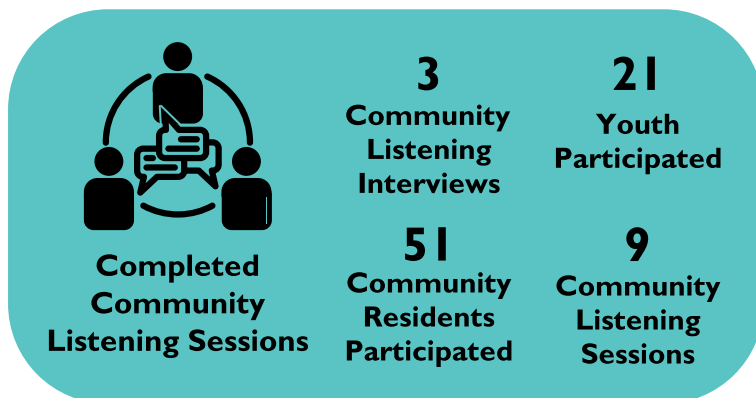 Completed
Community
Listening Sessions
3
Community
Listening
Interviews
21
Youth
Participated
51
Community
Residents
Participated
9
Community
Listening
Sessions